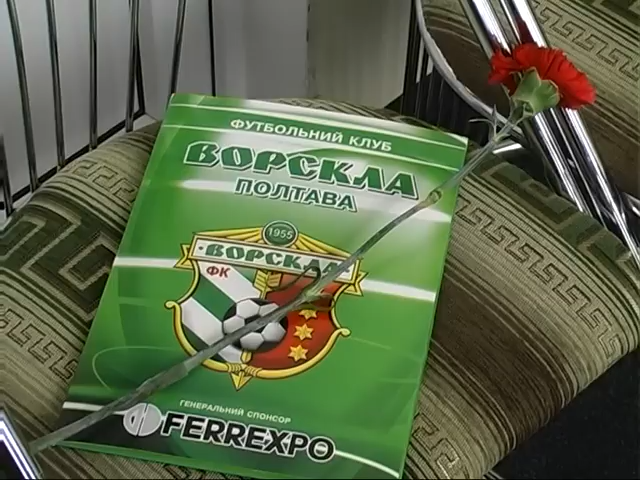 ФУТБОЛЬНИЙ КЛУБ
ВОРСКЛА
ПОЛТАВА
1955
ВОРСКЛА
ФК
ГЕНЕРАЛЬНИЙ СПОНСОР
FERREXPO